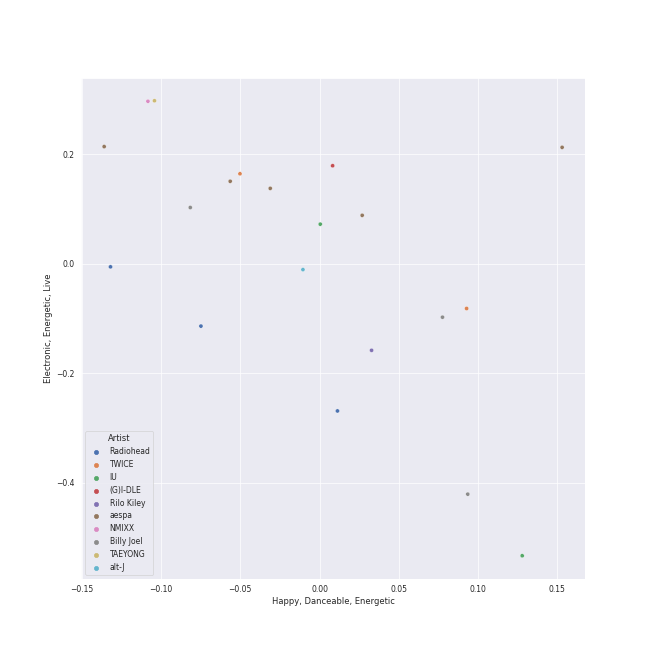 0.2
0.0
−0.2
−0.4
Electronic, Energetic, Live
Artist
Radiohead
TWICE
IU
(G)I-DLE
Rilo Kiley
aespa
NMIXX
Billy Joel
TAEYONG
alt-J
−0.15 −0.10 −0.05 0.00 0.05 0.10 0.15
Happy, Danceable, Energetic